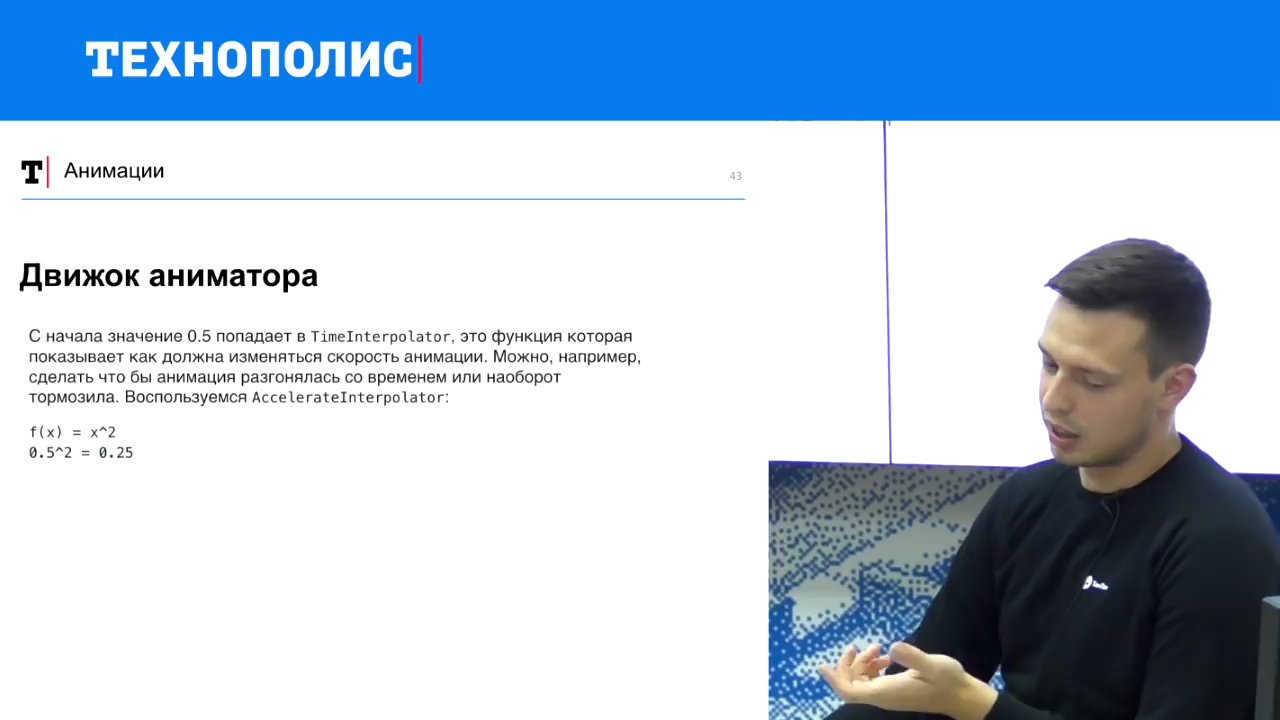 ТЕХНОПОЛИС
Т Анимации
43
Движок аниматора
С начала значение 0.5 попадает в TimeInterpolator, это функция которая
показывает как должна изменяться скорость анимации. Можно, например,
сделать что бы анимация разгонялась со временем или наоборот
тормозила. Воспользуемся AccelerateInterpolator:
f(x) = x^2
0.5^2 = 0.25